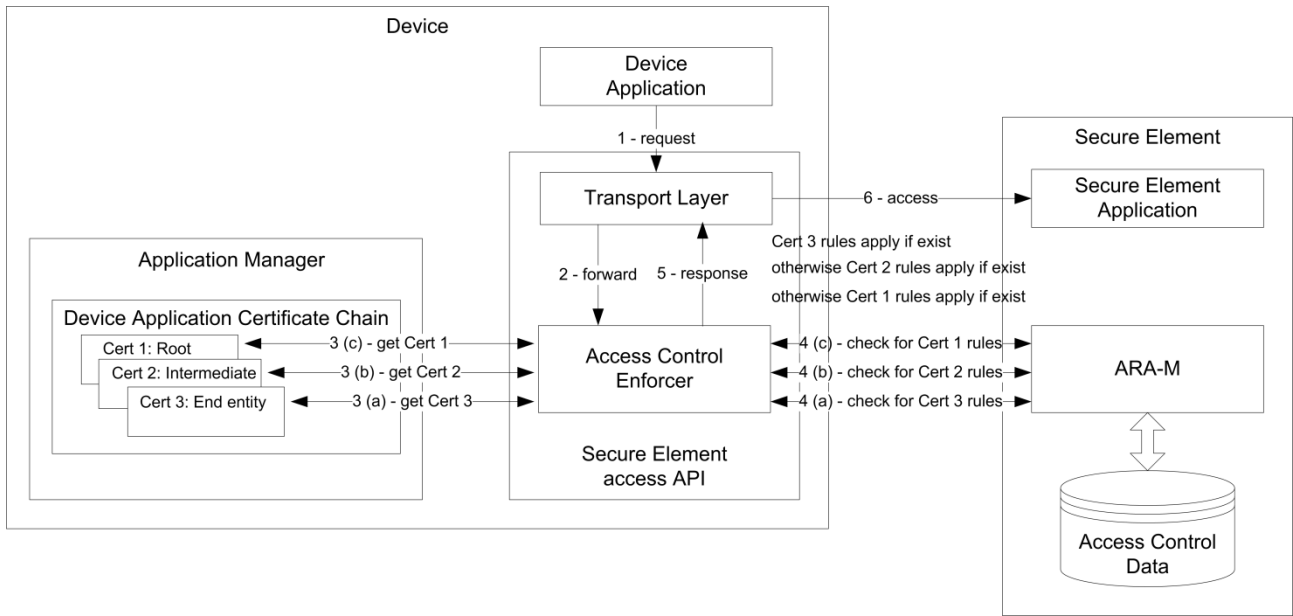 Device
Device
Application
1 - request
Secure Element
Transport Layer
6 - access
Secure Element
Application
Cert 3 rules apply if exist
otherwise Cert 2 rules apply if exist
otherwise Cert 1 rules apply if exist
2 - forward
5 - response
Application Manager
Device Application Certificate Chain
Cert 1: Root
Cert 2: Intermediate
Cert 3: End entity
3 (c) - get Cert 1
3 (b) - get Cert 2
3 (a) - get Cert 3
Access Control
Enforcer
4 (c) - check for Cert 1 rules
4 (b) - check for Cert 2 rules
4 (a) - check for Cert 3 rules
ARA-M
Secure Element
access API
Access Control
Data